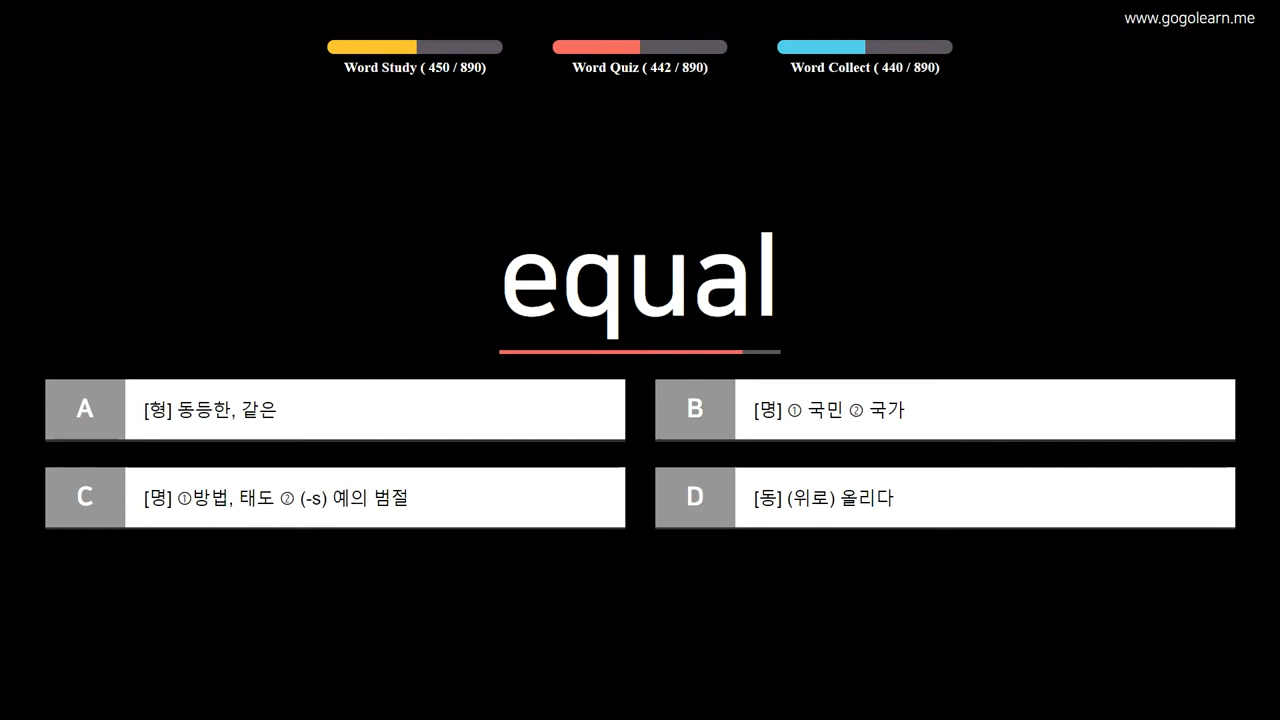 www.gogolearn.me
Word Study ( 450 / 890)
Word Quiz ( 442 / 890)
Word Collect ( 440 / 890)
equal
A [형] 동등한, 같은
B [명] ① 국민 ② 국가
C [명] ①방법, 태도 ② (-s) 예의 범절
D [동] (위로) 올리다